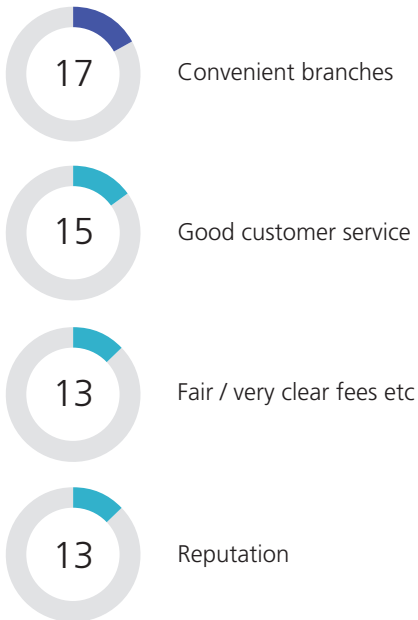 17 Convenient branches
15 Good customer service
13 Fair / very clear fees etc
13 Reputation